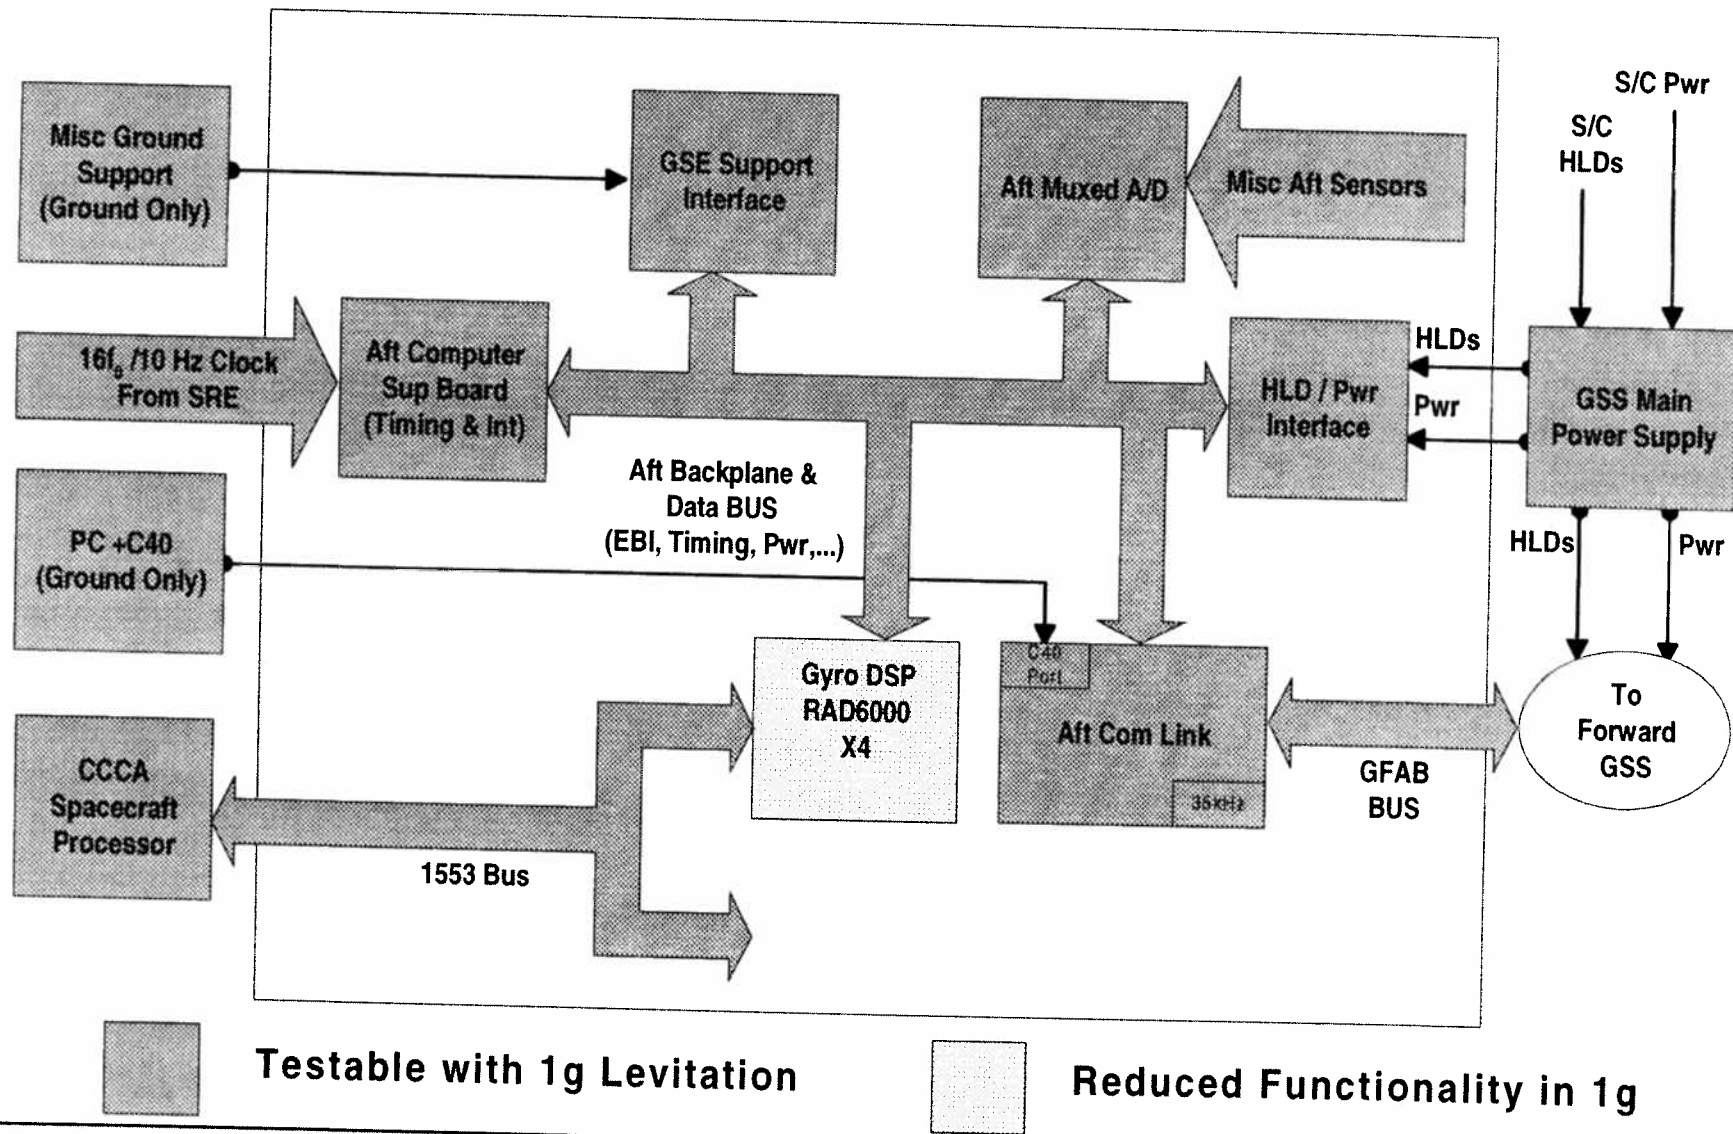 S/C Pwr
S/C
HLDs
Misc Ground
Support
(Ground Only)
GSE Support
Interface
Aft Muxed A/D
Misc Aft Sensors
16fₒ /10 Hz Clock
From SRE
Aft Computer
Sup Board
(Timing & Int)
HLD / Pwr
Interface
HLDs
Pwr
GSS Main
Power Supply
Aft Backplane &
Data BUS
(EBI, Timing, Pwr,...)
PC +C40
(Ground Only)
HLDs
Pwr
Gyro DSP
RAD6000
X4
C40
Port
Aft Com Link
36kHz
GFAB
BUS
To
Forward
GSS
CCCA
Spacecraft
Processor
1553 Bus
Testable with 1g Levitation
Reduced Functionality in 1g